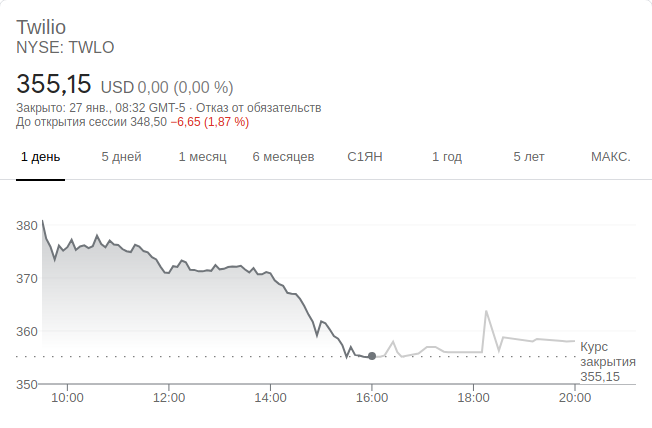 Twilio
NYSE: TWLO
355,15 USD 0,00 (0,00 %)
Закрыто: 27 янв., 08:32 GMT-5 · Отказ от обязательств
До открытия сессии 348,50 −6,65 (1,87 %)
1 день 5 дней 1 месяц 6 месяцев С1ЯН 1 год 5 лет МАКС.
380
370
360
350
Курс
закрытия
355,15
10:00 12:00 14:00 16:00 18:00 20:00